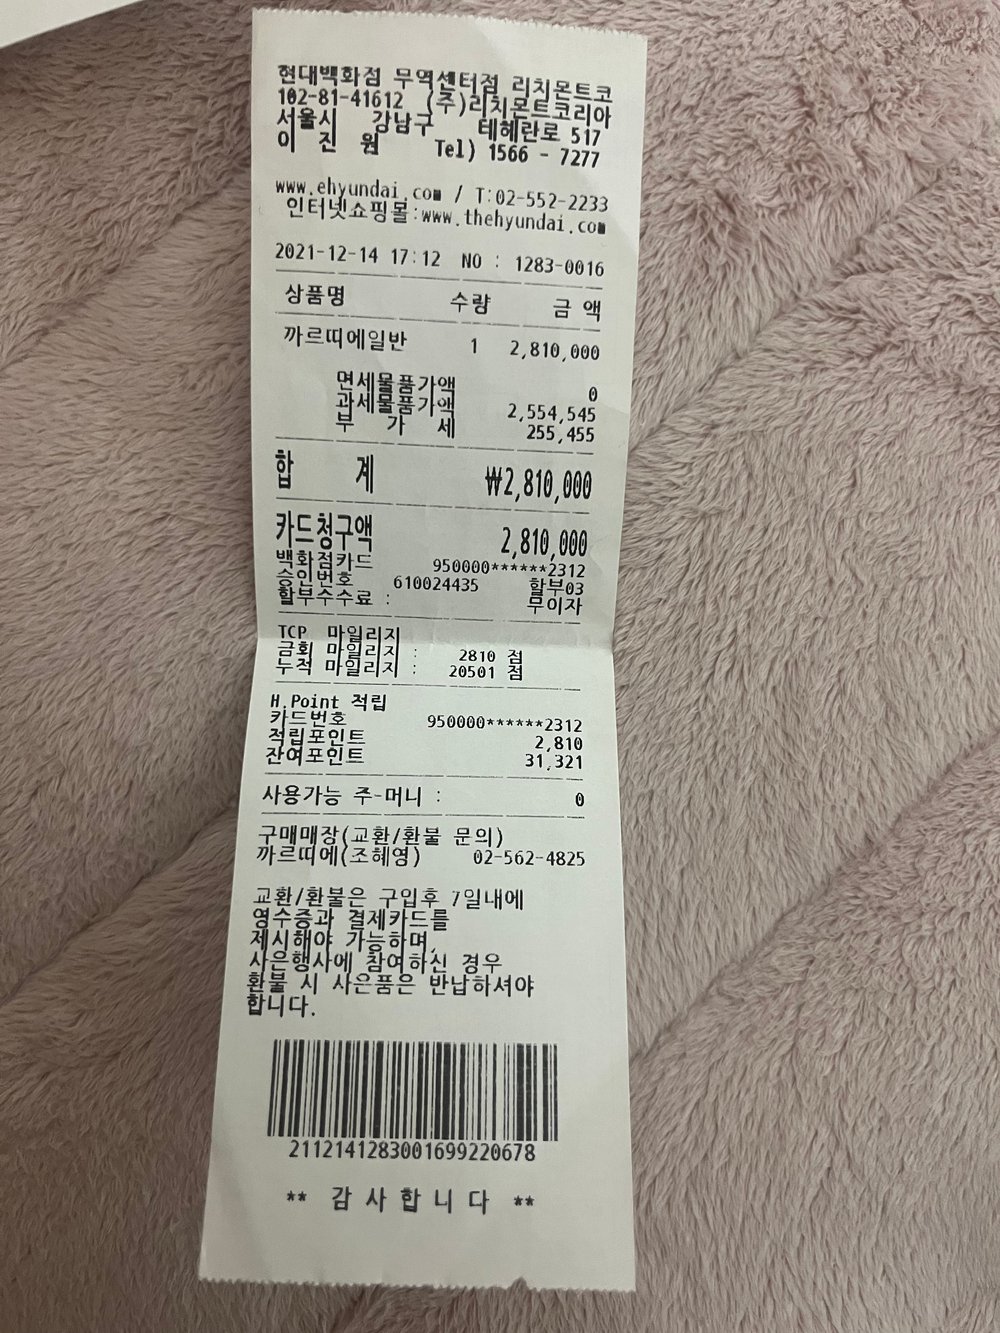 현대백화점 무역센터점 리치몬트코
102-81-41612 (주)리치몬트코리아
서울시 강남구 테헤란로 517
이 진 원 Tel) 1566 - 7277
www.ehyundai.com / T:02-552-2233
인터넷쇼핑몰:www.thehyundai.com
2021-12-14 17:12 NO : 1283-0016
상품명 수량 금 액
까르띠에일반 1 2,810,000
면세물품가액 0
과세물품가액 2,554,545
부 가 세 255,455
합 계 ₩2,810,000
카드청구액 2,810,000
백화점카드 950000******2312
승인번호 610024435 할부03
할부수수료 : 무이자
TCP 마일리지
금회 마일리지 : 2810 점
누적 마일리지 : 20501 점
H.Point 적립
카드번호 950000******2312
적립포인트 2,810
잔여포인트 31,321
사용가능 주-머니 : 0
구매매장(교환/환불 문의)
까르띠에(조혜영) 02-562-4825
교환/환불은 구입후 7일내에
영수증과 결제카드를
제시해야 가능하며,
사은행사에 참여하신 경우
환불 시 사은품은 반납하셔야
합니다.
2112141283001699220678
** 감 사 합 니 다 **